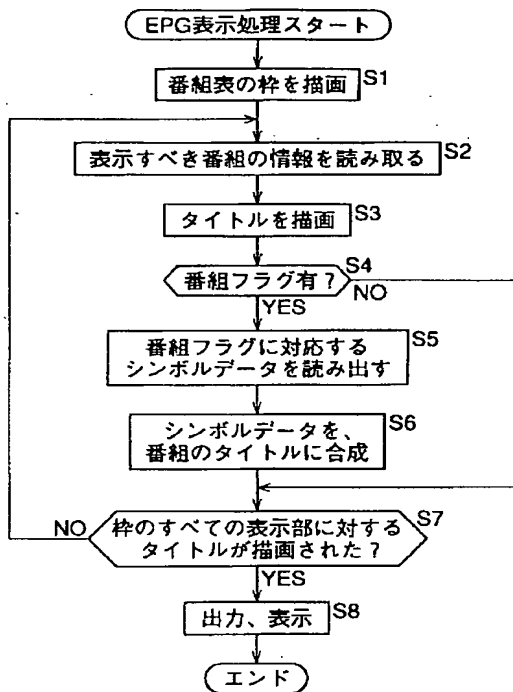 EPG表示処理スタート
番組表の枠を描画
S1
表示すべき番組の情報を読み取る
S2
タイトルを描画
S3
番組フラグ有？
S4
NO
YES
番組フラグに対応する
シンボルデータを読み出す
S5
シンボルデータを、
番組のタイトルに合成
S6
NO
枠のすべての表示部に対する
タイトルが描画された？
S7
YES
出力、表示
S8
エンド